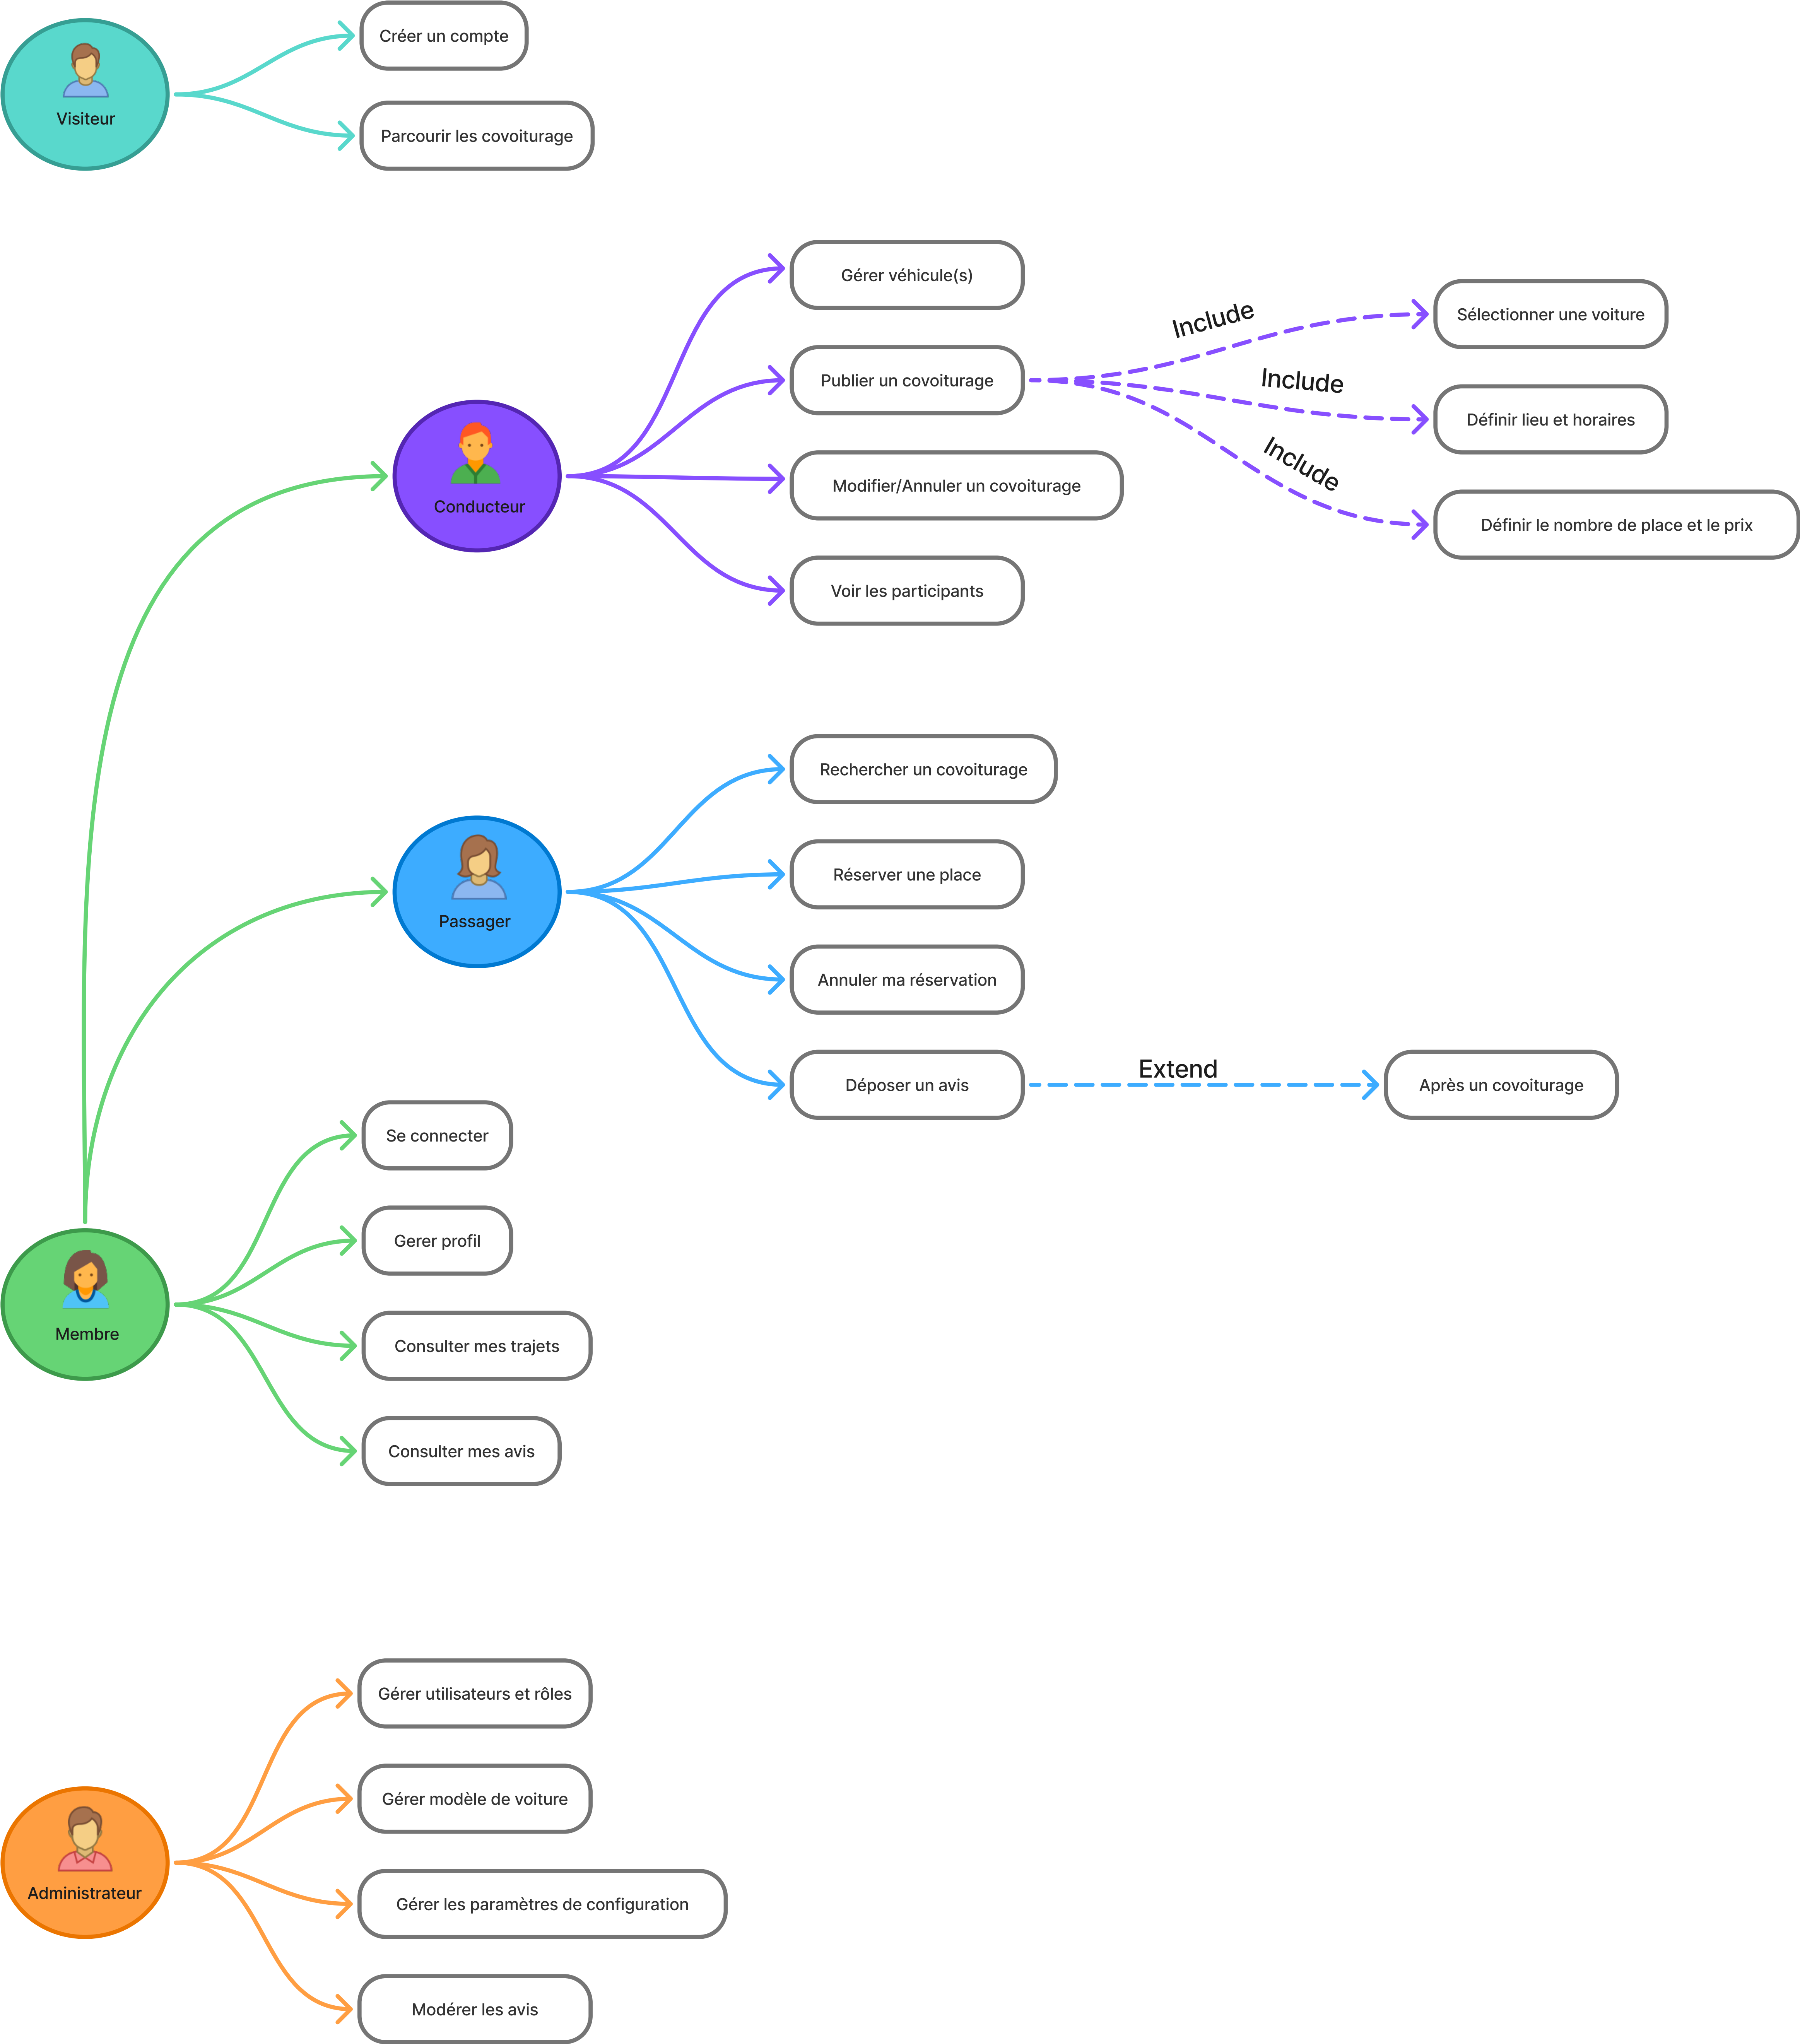 Créer un compte
Visiteur
Parcourir les covoiturage
Gérer véhicule(s)
Include
Sélectionner une voiture
Publier un covoiturage
Include
Définir lieu et horaires
Include
Conducteur
Modifier/Annuler un covoiturage
Définir le nombre de place et le prix
Voir les participants
Rechercher un covoiturage
Réserver une place
Passager
Annuler ma réservation
Déposer un avis
Extend
Après un covoiturage
Se connecter
Gerer profil
Membre
Consulter mes trajets
Consulter mes avis
Gérer utilisateurs et rôles
Gérer modèle de voiture
Administrateur
Gérer les paramètres de configuration
Modérer les avis